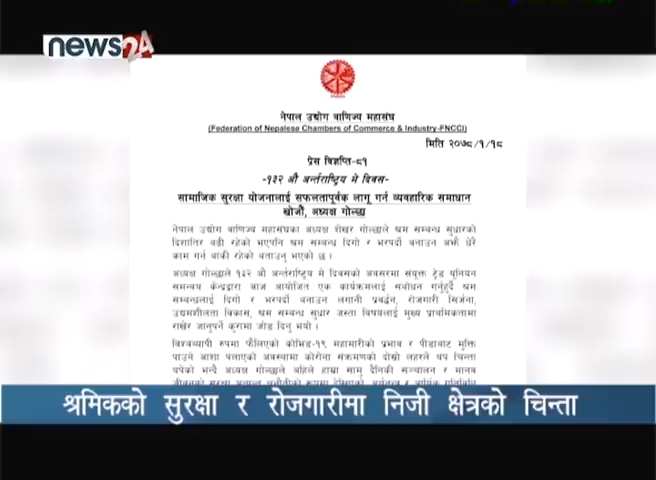 news24
नेपाल उद्योग वाणिज्य महासंघ
(Federation of Nepalese Chambers of Commerce & Industry-FNCCI)
मिति २०७८/१/१८
प्रेस विज्ञप्ति-८१
-१३२ औं अर्न्तराष्ट्रिय मे दिवस-
सामाजिक सुरक्षा योजनालाई सफलतापूर्वक लागू गर्न व्यवहारिक समाधान
खोजौं, अध्यक्ष गोल्छा
नेपाल उद्योग वाणिज्य महासंघका अध्यक्ष शेखर गोल्छाले श्रम सम्बन्ध सुधारको
दिशातिर बढी रहेको भएपनि श्रम सम्बन्ध दिगो र भरपर्दो बनाउन अझै धेरै
काम गर्न बाँकी रहेको बताउनु भएको छ ।
अध्यक्ष गोल्छाले १३२ औं अर्न्तराष्ट्रिय मे दिवसको अवसरमा संयुक्त ट्रेड यूनियन
समन्वय केन्द्रद्वारा आज आयोजित एक कार्यक्रमलाई संबोधन गर्नुहुदै श्रम
सम्बन्धलाई दिगो र भरपर्दो बनाउन लगानी प्रर्वद्धन, रोजगारी सिर्जना,
उद्यमशीलता विकास, श्रम सम्बन्ध सुधार जस्ता विषयलाई मुख्य प्राथमिकतामा
राखेर जानुपर्ने कुरामा जोड दिनु भयो ।
विश्वव्यापी रुपमा फैलिएको कोभिड-१९ महामारीको प्रभाव र पीडाबाट मुक्ति
पाउने आशा पलाएको अवस्थामा कोरोना संक्रमणको दोस्रो लहरले थप चिन्ता
थपेको भन्दै अध्यक्ष गोल्छाले अहिले हाम्रा सामु दैनिकी सञ्चालन र मानव
श्रमिकको सुरक्षा र रोजगारीमा निजी क्षेत्रको चिन्ता